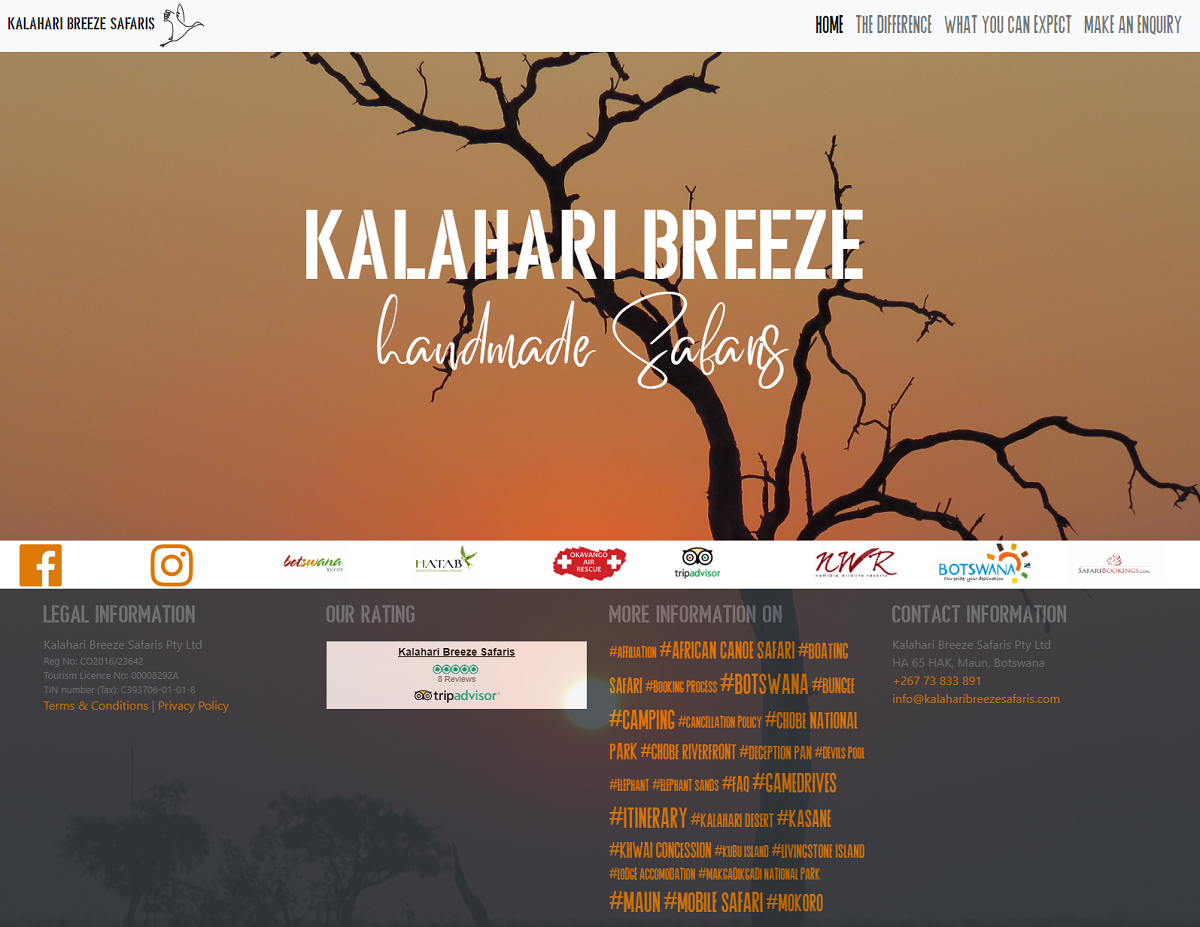 KALAHARI BREEZE SAFARIS
HOME THE DIFFERENCE WHAT YOU CAN EXPECT MAKE AN ENQUIRY
KALAHARI BREEZE
handmade Safaris
botswana
tourism
HATAB
OKAVANGO
AIR
RESCUE
tripadvisor
NWR
namibia wildlife resorts
BOTSWANA
Our pride, your destination
SAFARIBOOKINGS.COM
LEGAL INFORMATION
Kalahari Breeze Safaris Pty Ltd
Reg No: CO2016/23642
Tourism Licence No: 00008292A
TIN number (Tax): C393706-01-01-8
Terms & Conditions | Privacy Policy
OUR RATING
Kalahari Breeze Safaris
8 Reviews
tripadvisor
MORE INFORMATION ON
#AFFILIATION #AFRICAN CANOE SAFARI #BOATING
SAFARI #BOOKING PROCESS #BOTSWANA #BUNGEE
#CAMPING #CANCELLATION POLICY #CHOBE NATIONAL
PARK #CHOBE RIVERFRONT #DECEPTION PAN #DEVILS POOL
#ELEPHANT #ELEPHANT SANDS #FAQ #GAMEDRIVES
#ITINERARY #KALAHARI DESERT #KASANE
#KHWAI CONCESSION #KUBU ISLAND #LIVINGSTONE ISLAND
#LODGE ACCOMODATION #MAKGADIKGADI NATIONAL PARK
#MAUN #MOBILE SAFARI #MOKORO
CONTACT INFORMATION
Kalahari Breeze Safaris Pty Ltd
HA 65 HAK, Maun, Botswana
+267 73 833 891
info@kalaharibreezesafaris.com